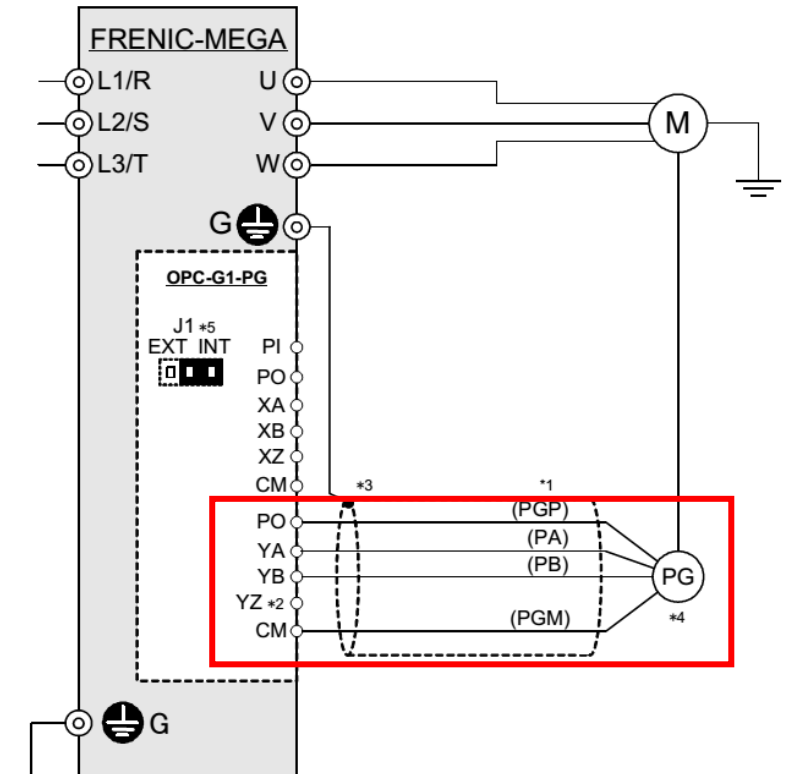 FRENIC-MEGA
L1/R U
L2/S V M
L3/T W
G
OPC-G1-PG
J1 *5
EXT INT PI
PO
XA
XB
XZ
CM *3 *1
PO (PGP)
YA (PA)
YB (PB) PG
YZ *2 *4
CM (PGM)
G